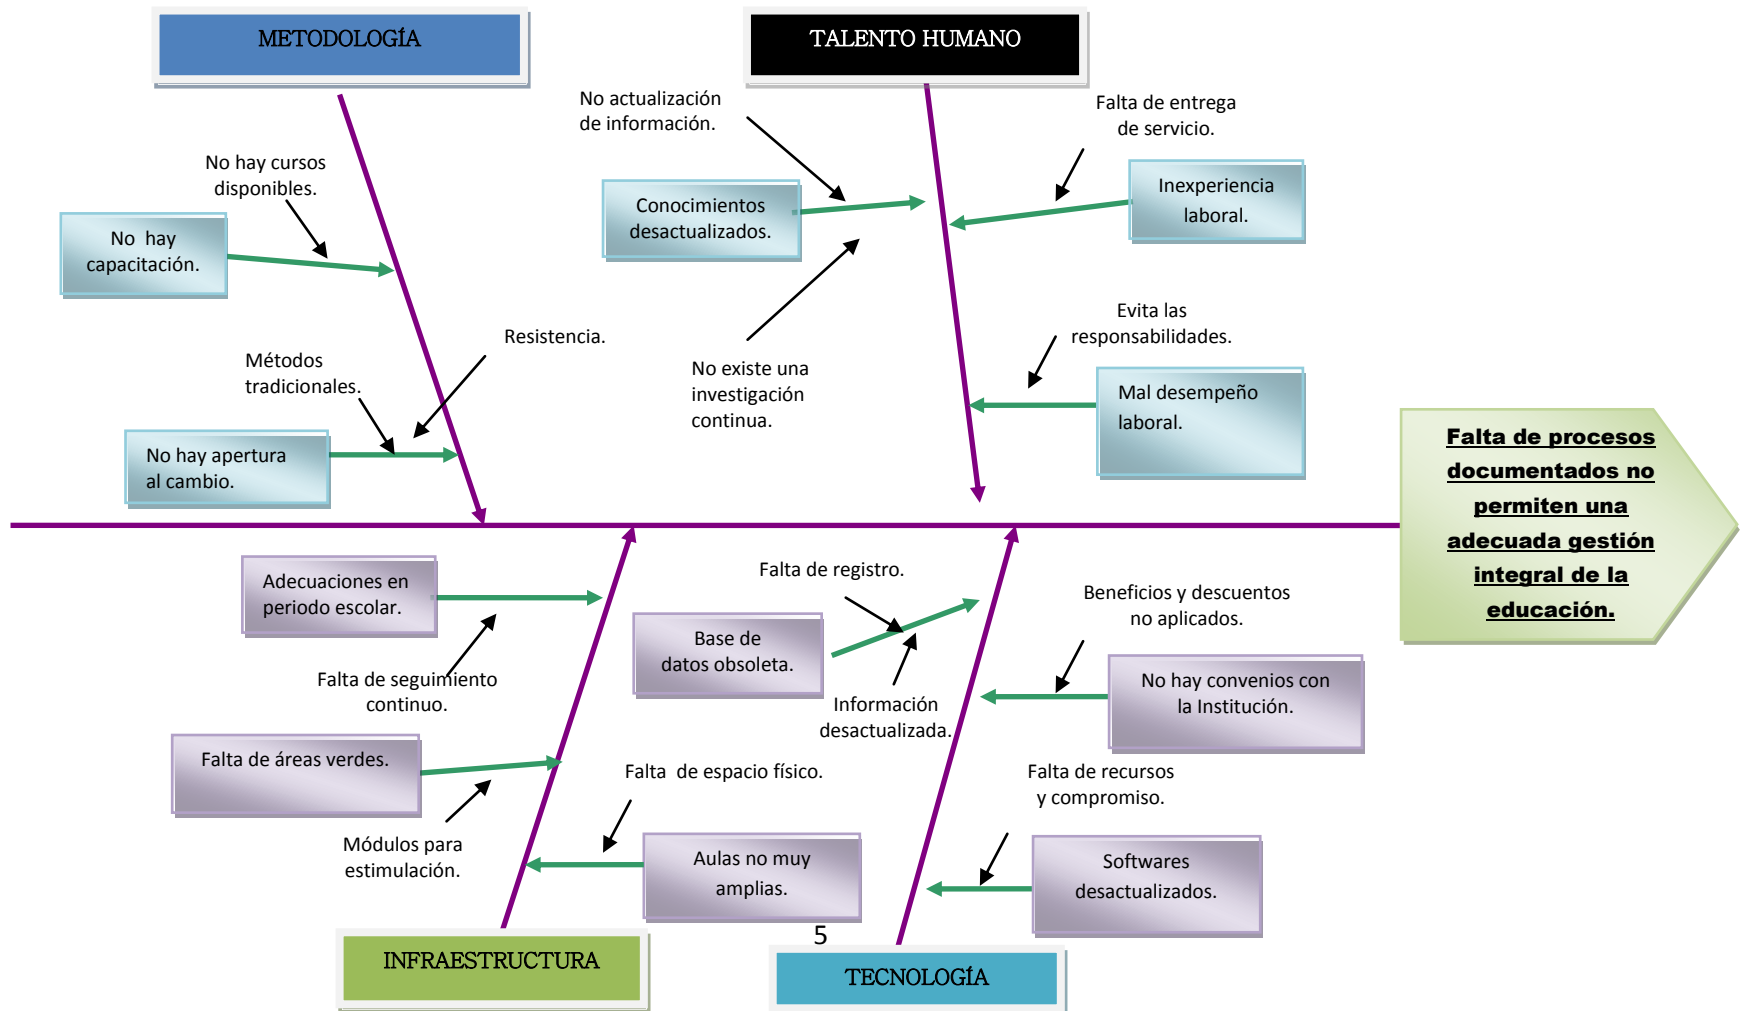 METODOLOGÍA
TALENTO HUMANO
No actualización
de información.
Falta de entrega
de servicio.
No hay cursos
disponibles.
Conocimientos
desactualizados.
Inexperiencia
laboral.
No hay
capacitación.
Resistencia.
Evita las
responsabilidades.
Métodos
tradicionales.
No existe una
investigación
continua.
Mal desempeño
laboral.
No hay apertura
al cambio.
Falta de procesos
documentados no
permiten una
adecuada gestión
integral de la
educación.
Adecuaciones en
periodo escolar.
Falta de registro.
Beneficios y descuentos
no aplicados.
Base de
datos obsoleta.
Falta de seguimiento
continuo.
Información
desactualizada.
No hay convenios con
la Institución.
Falta de áreas verdes.
Falta de espacio físico.
Falta de recursos
y compromiso.
Módulos para
estimulación.
Aulas no muy
amplias.
Softwares
desactualizados.
5
INFRAESTRUCTURA
TECNOLOGÍA